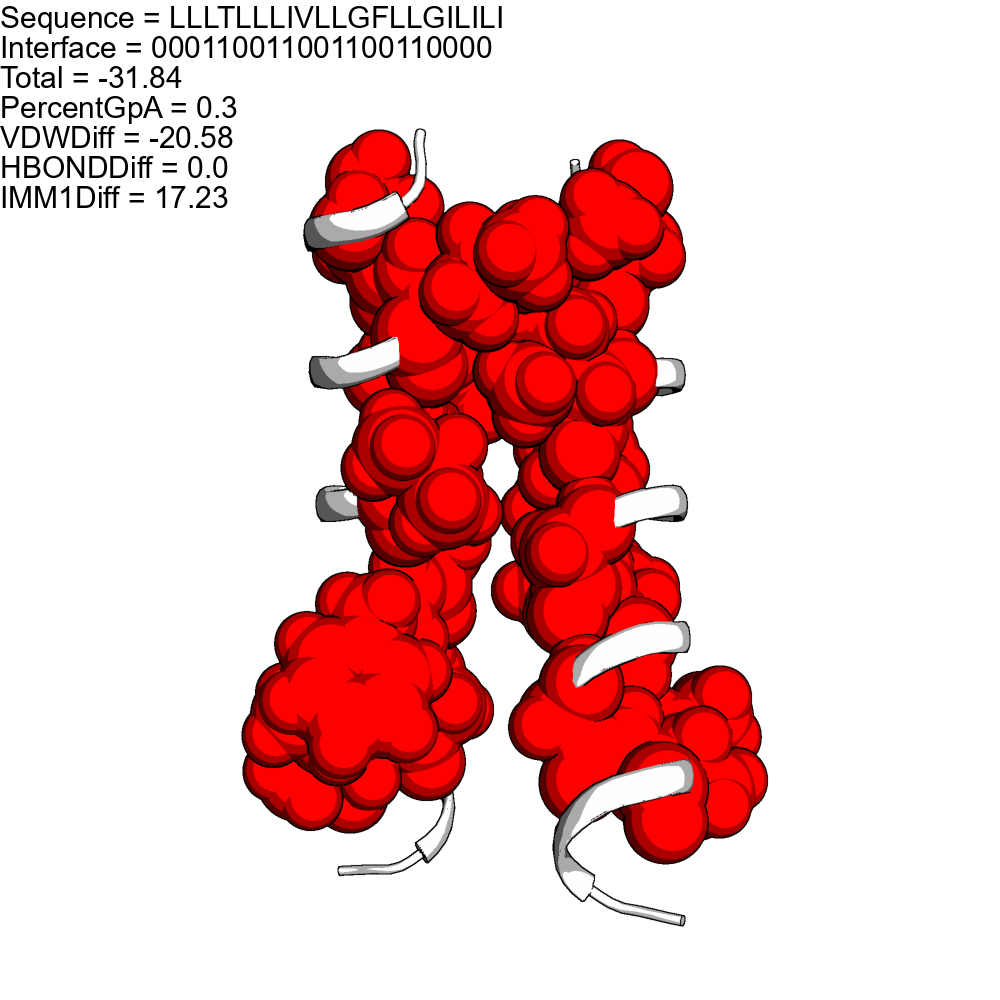 Sequence = LLLTLLLIVLLGFLLGILILI
Interface = 000110011001100110000
Total = -31.84
PercentGpA = 0.3
VDWDiff = -20.58
HBONDDiff = 0.0
IMM1Diff = 17.23